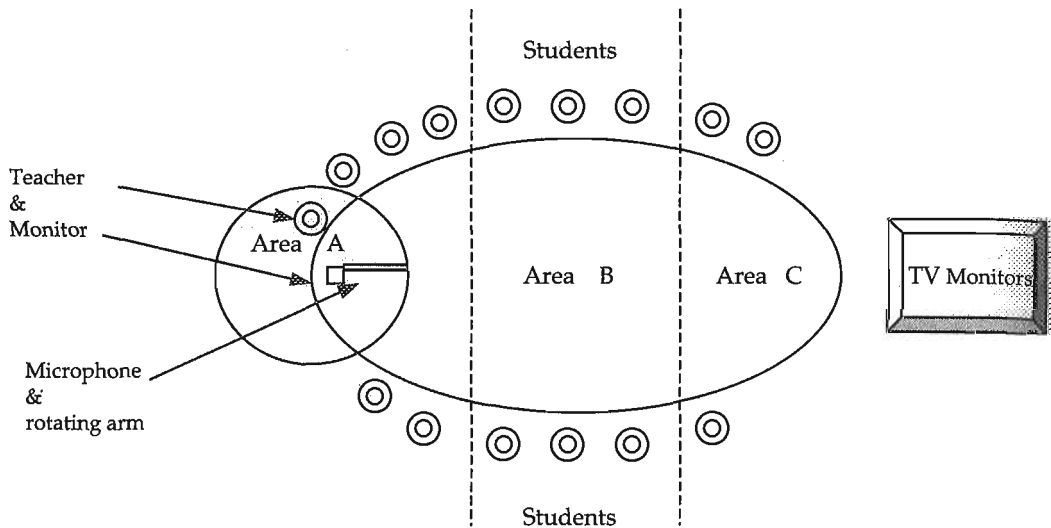 Students
Teacher
&
Monitor
Area A
Area B
Area C
TV Monitors
Microphone
&
rotating arm
Students